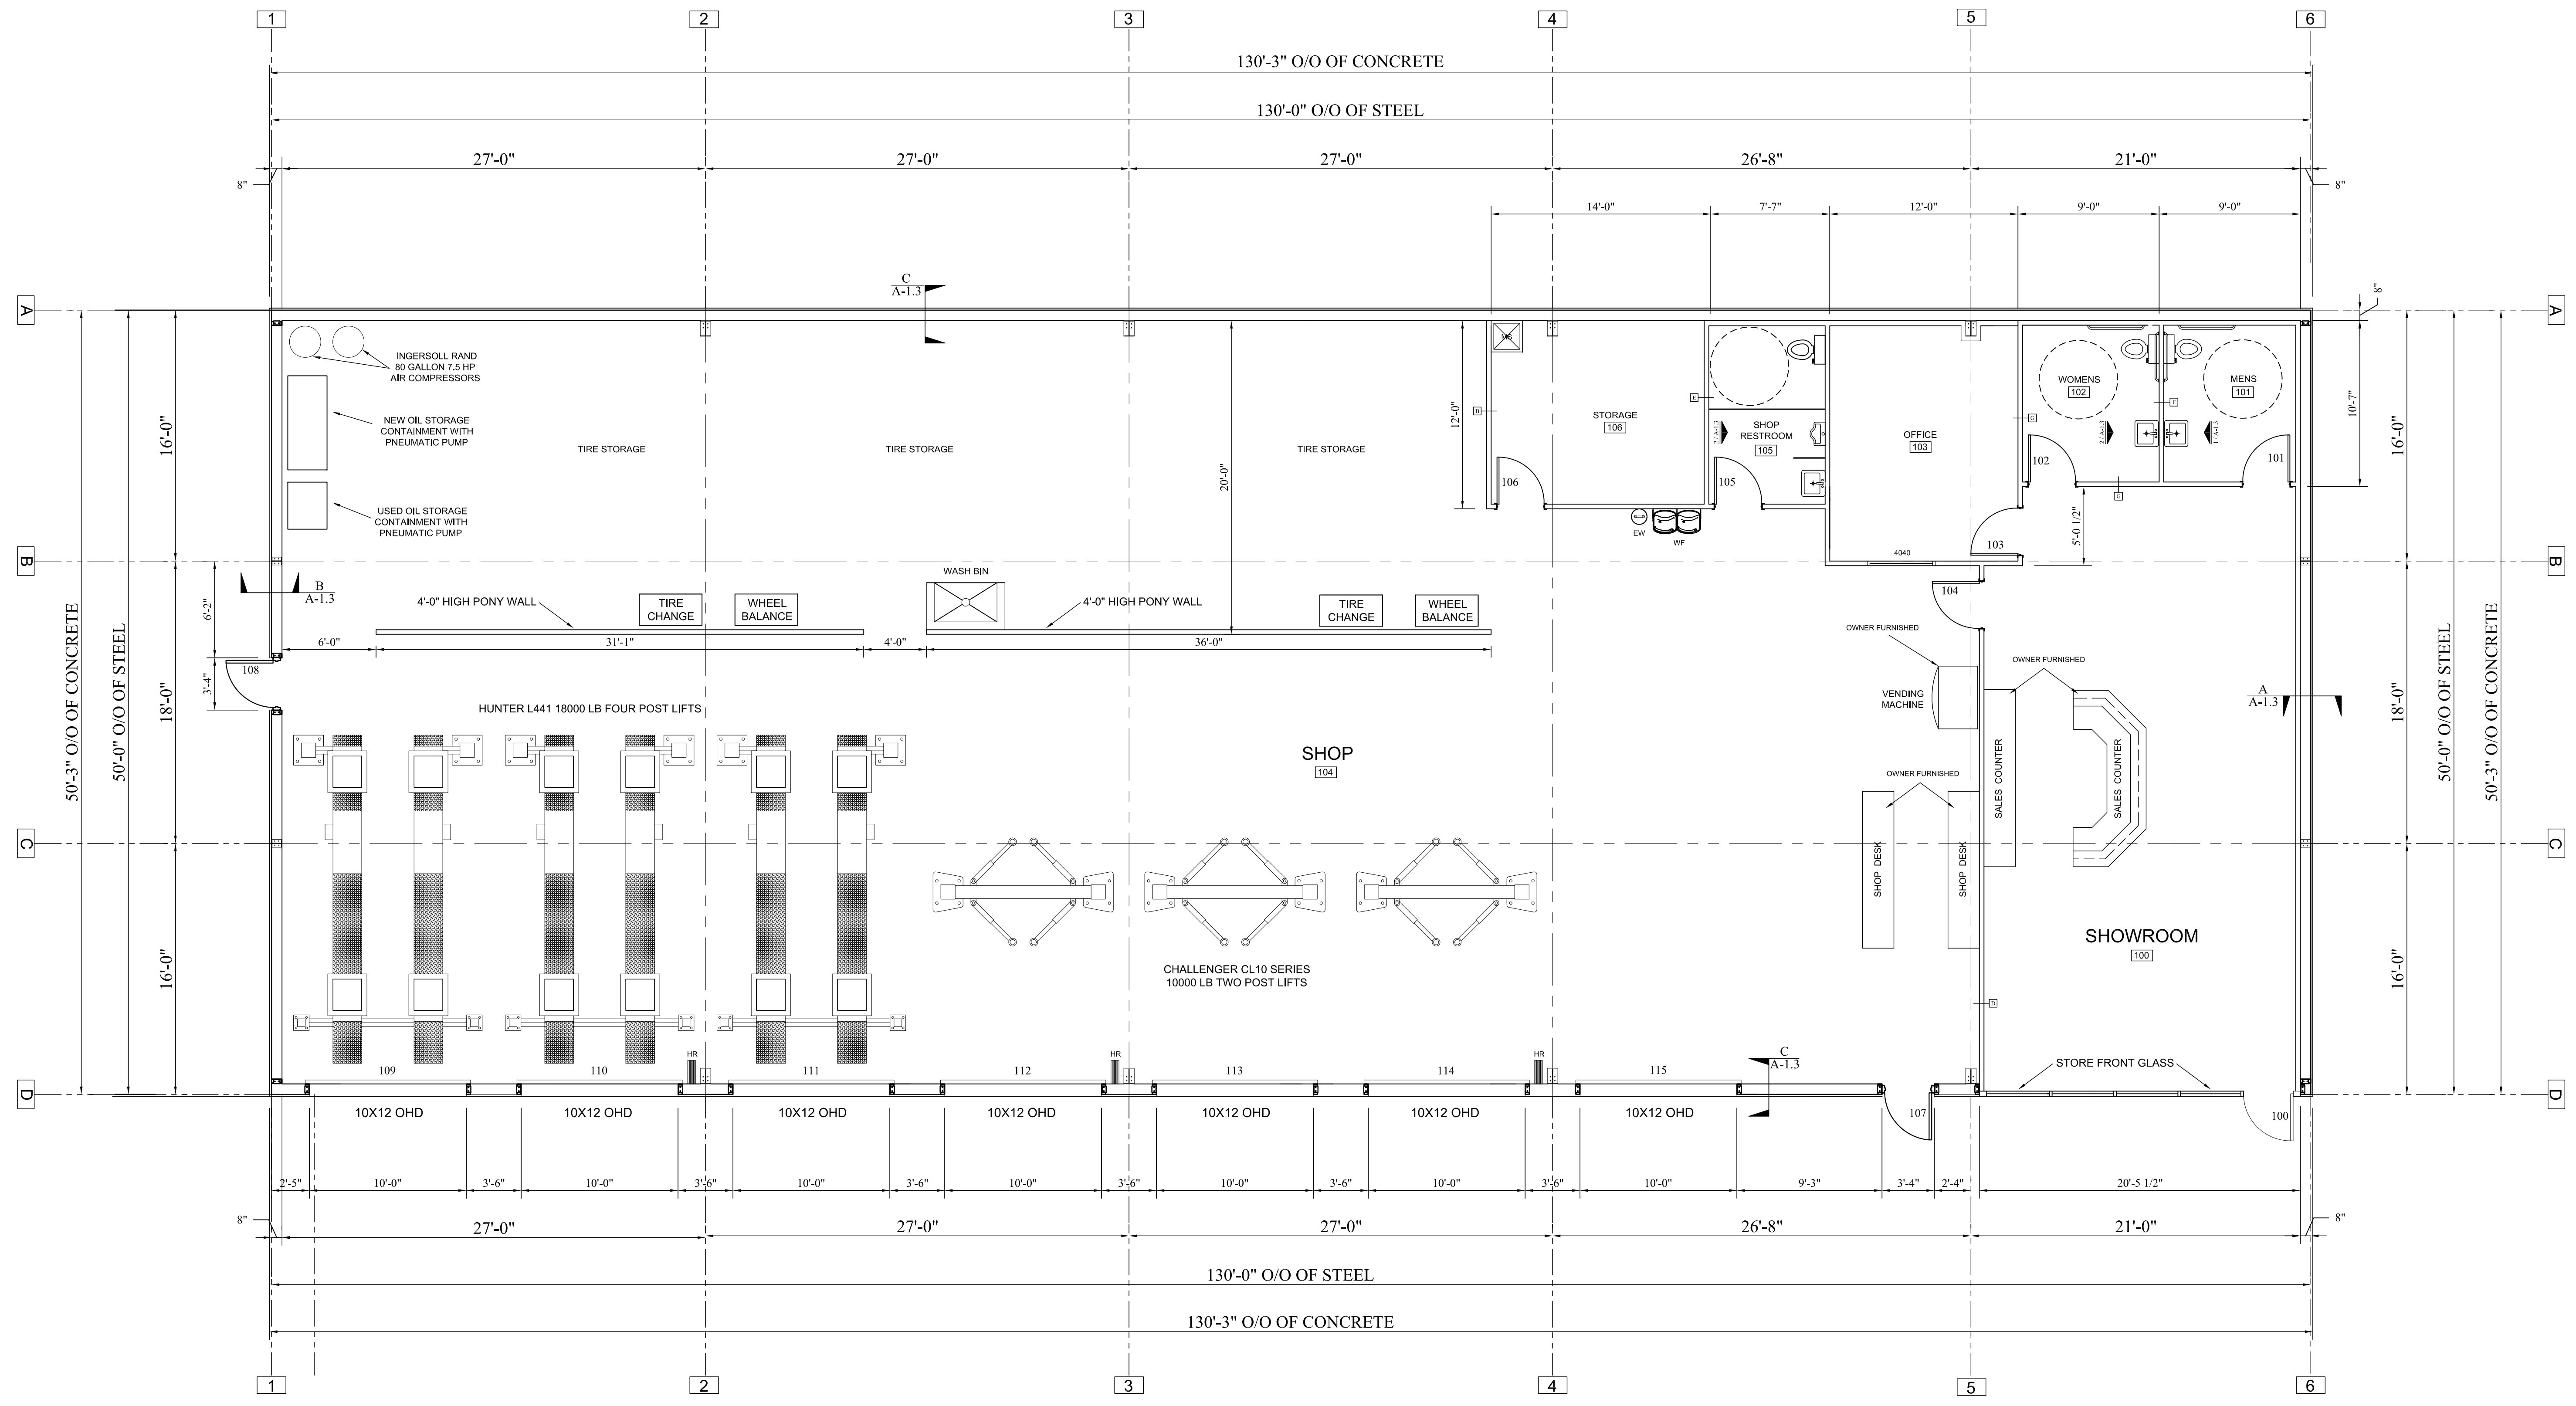 1 2 3 4 5 6
130'-3" O/O OF CONCRETE
130'-0" O/O OF STEEL
27'-0" 27'-0" 27'-0" 26'-8" 21'-0"
8" 8"
14'-0" 7'-7" 12'-0" 9'-0" 9'-0"
C
A-1.3
8"
A A
INGERSOLL RAND
80 GALLON 7.5 HP
AIR COMPRESSORS
NEW OIL STORAGE
CONTAINMENT WITH
PNEUMATIC PUMP
USED OIL STORAGE
CONTAINMENT WITH
PNEUMATIC PUMP
TIRE STORAGE TIRE STORAGE TIRE STORAGE
20'-0"
12'-0"
MS
B
STORAGE
106
106
E
2 / A-1.3
SHOP
RESTROOM
105
105
EW
WF
OFFICE
103
G
103
4040
WOMENS
102
2 / A-1.3
102
F
G
MENS
101
1 / A-1.3
101
10'-7"
5'-0 1/2"
16'-0" 16'-0"
B B
B
A-1.3
6'-2"
3'-4"
108
4'-0" HIGH PONY WALL
TIRE
CHANGE
WHEEL
BALANCE
WASH BIN
4'-0" HIGH PONY WALL
TIRE
CHANGE
WHEEL
BALANCE
6'-0" 31'-1" 4'-0" 36'-0"
104
OWNER FURNISHED
VENDING
MACHINE
OWNER FURNISHED
SALES COUNTER
SALES COUNTER
A
A-1.3
50'-3" O/O OF CONCRETE
50'-0" O/O OF STEEL
18'-0" 18'-0"
50'-0" O/O OF STEEL
50'-3" O/O OF CONCRETE
HUNTER L441 18000 LB FOUR POST LIFTS
SHOP
104
OWNER FURNISHED
SHOP DESK
SHOP DESK
C C
CHALLENGER CL10 SERIES
10000 LB TWO POST LIFTS
SHOWROOM
100
D
16'-0" 16'-0"
STORE FRONT GLASS
HR HR HR
C
A-1.3
109 110 111 112 113 114 115
107
100
D D
10X12 OHD 10X12 OHD 10X12 OHD 10X12 OHD 10X12 OHD 10X12 OHD 10X12 OHD
2'-5" 10'-0" 3'-6" 10'-0" 3'-6" 10'-0" 3'-6" 10'-0" 3'-6" 10'-0" 3'-6" 10'-0" 3'-6" 10'-0" 9'-3" 3'-4" 2'-4" 20'-5 1/2"
8" 8"
27'-0" 27'-0" 27'-0" 26'-8" 21'-0"
130'-0" O/O OF STEEL
130'-3" O/O OF CONCRETE
1 2 3 4 5 6